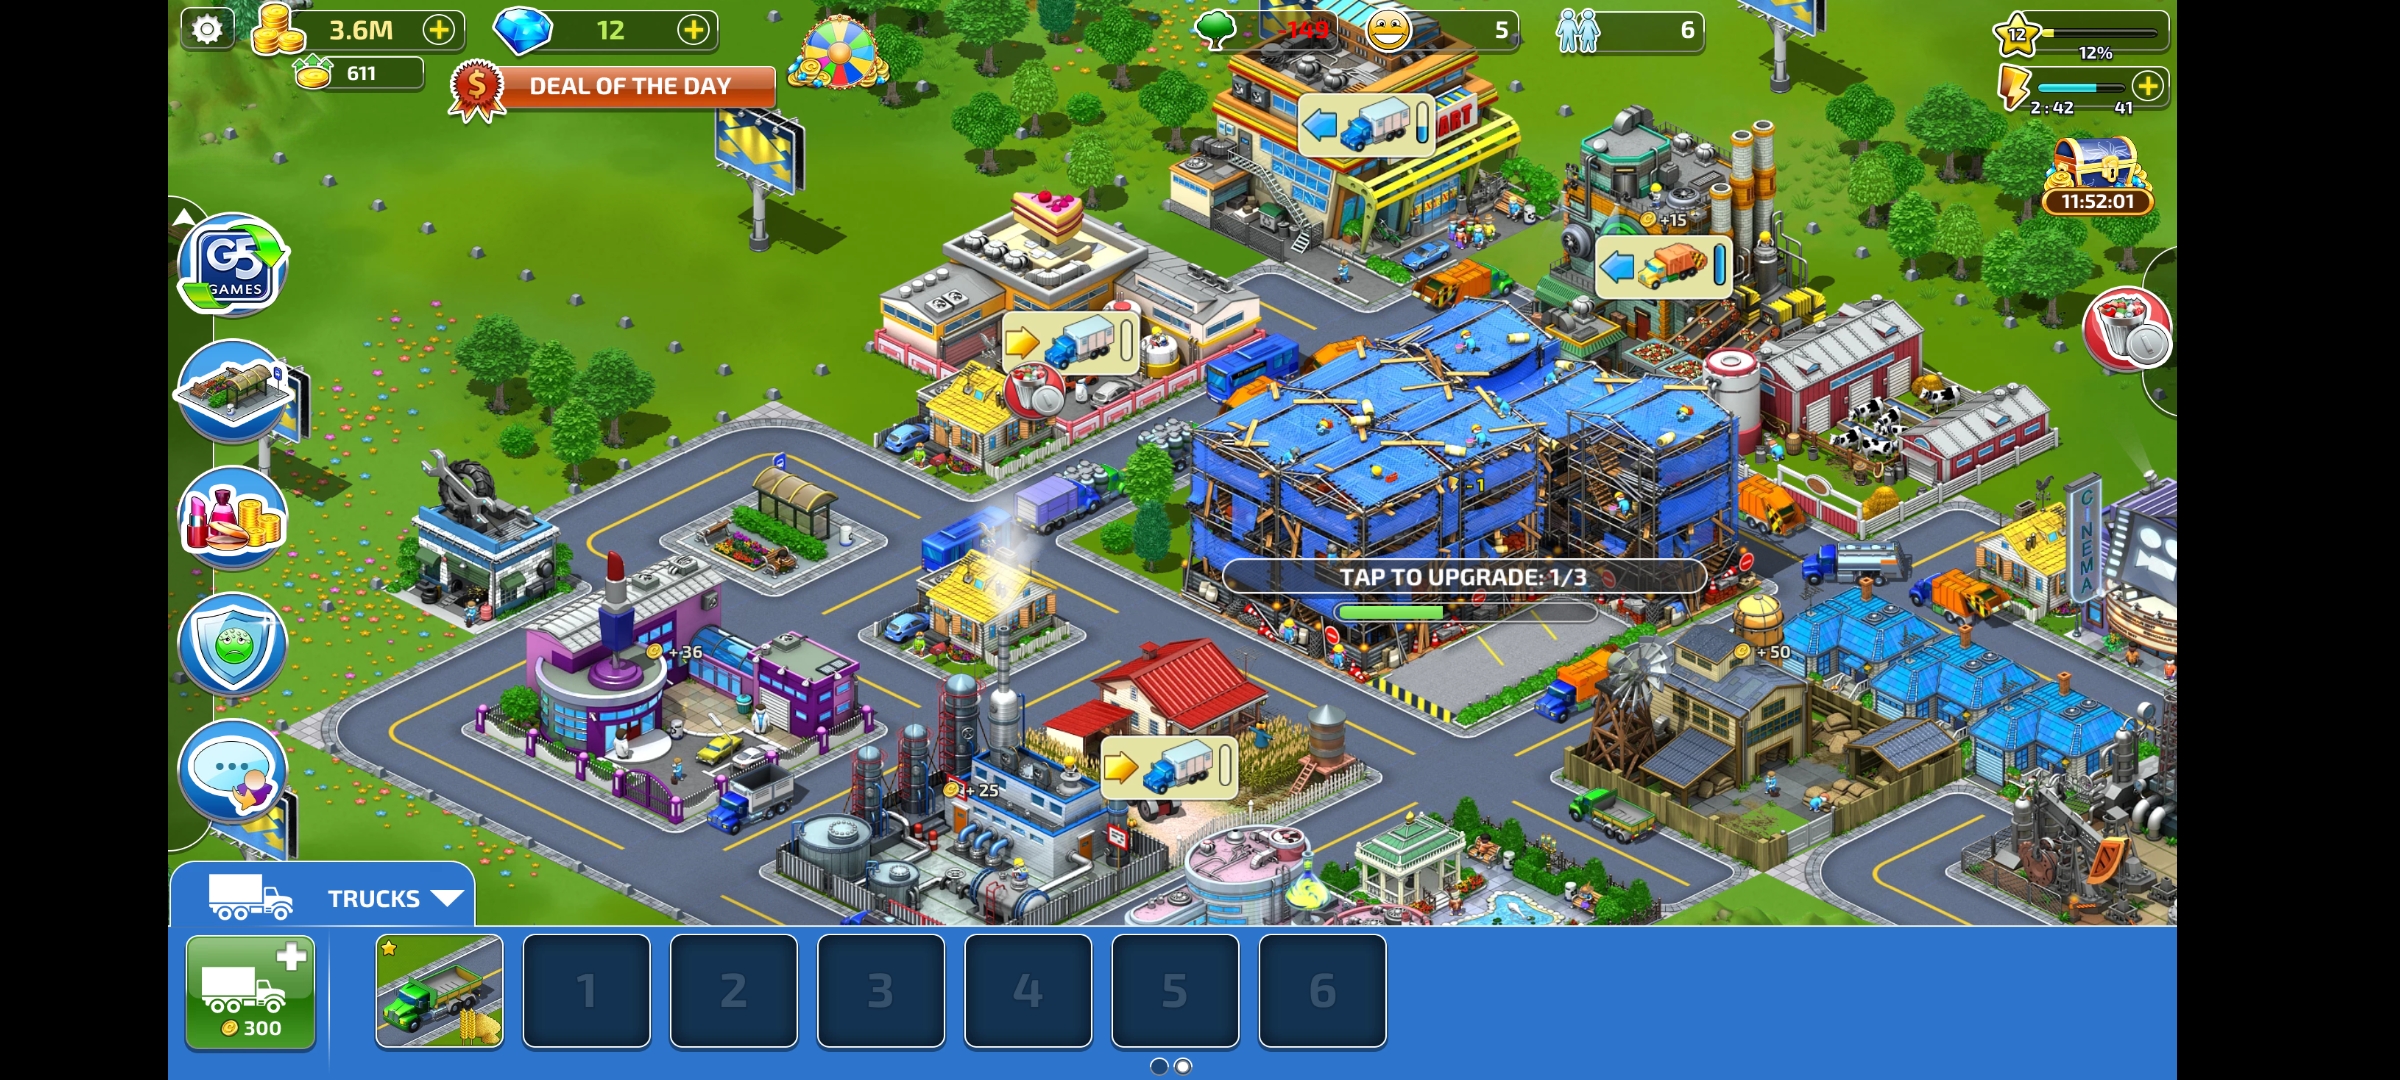 3.6M
12
-149
5
6
12
12%
611
DEAL OF THE DAY
2:42
41
ART
+15
11:52:01
G5
GAMES
-1
CINEMA
TAP TO UPGRADE: 1/3
+36
+50
+25
TRUCKS
300
1
2
3
4
5
6